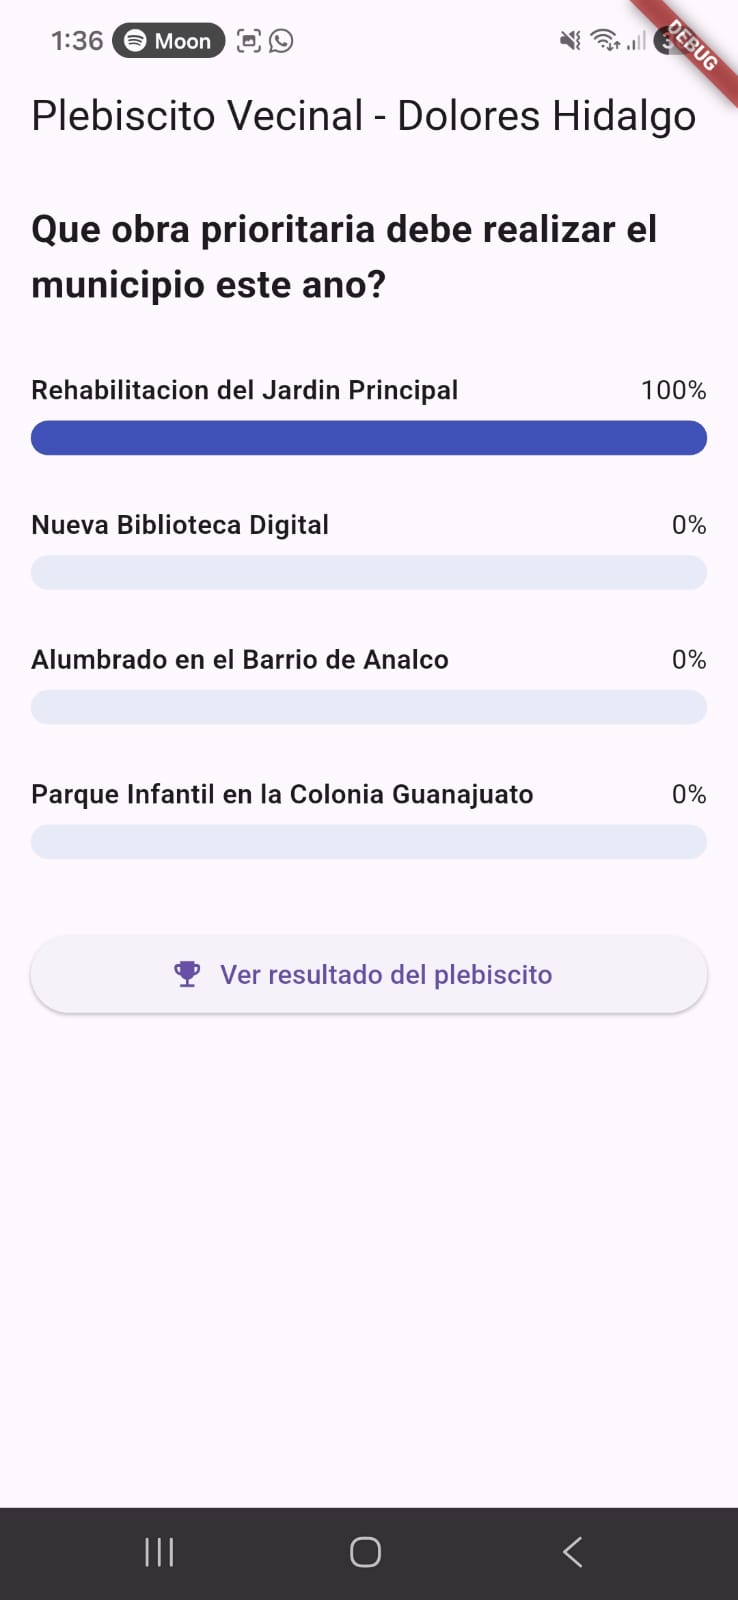 1:36 Moon
DEBUG
Plebiscito Vecinal - Dolores Hidalgo
Que obra prioritaria debe realizar el
municipio este ano?
Rehabilitacion del Jardin Principal 100%
Nueva Biblioteca Digital 0%
Alumbrado en el Barrio de Analco 0%
Parque Infantil en la Colonia Guanajuato 0%
Ver resultado del plebiscito